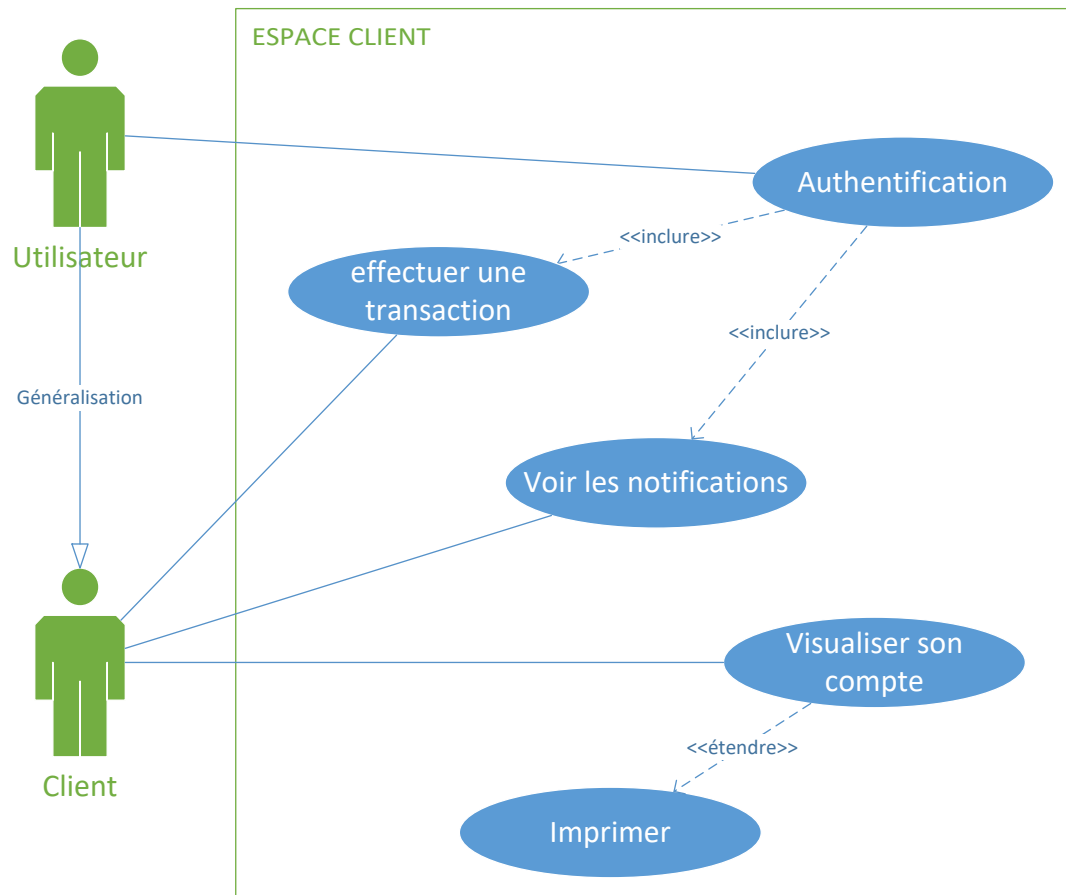 ESPACE CLIENT
Authentification
<<inclure>>
Utilisateur
effectuer une
transaction
<<inclure>>
Généralisation
Voir les notifications
Visualiser son
compte
<<étendre>>
Client
Imprimer